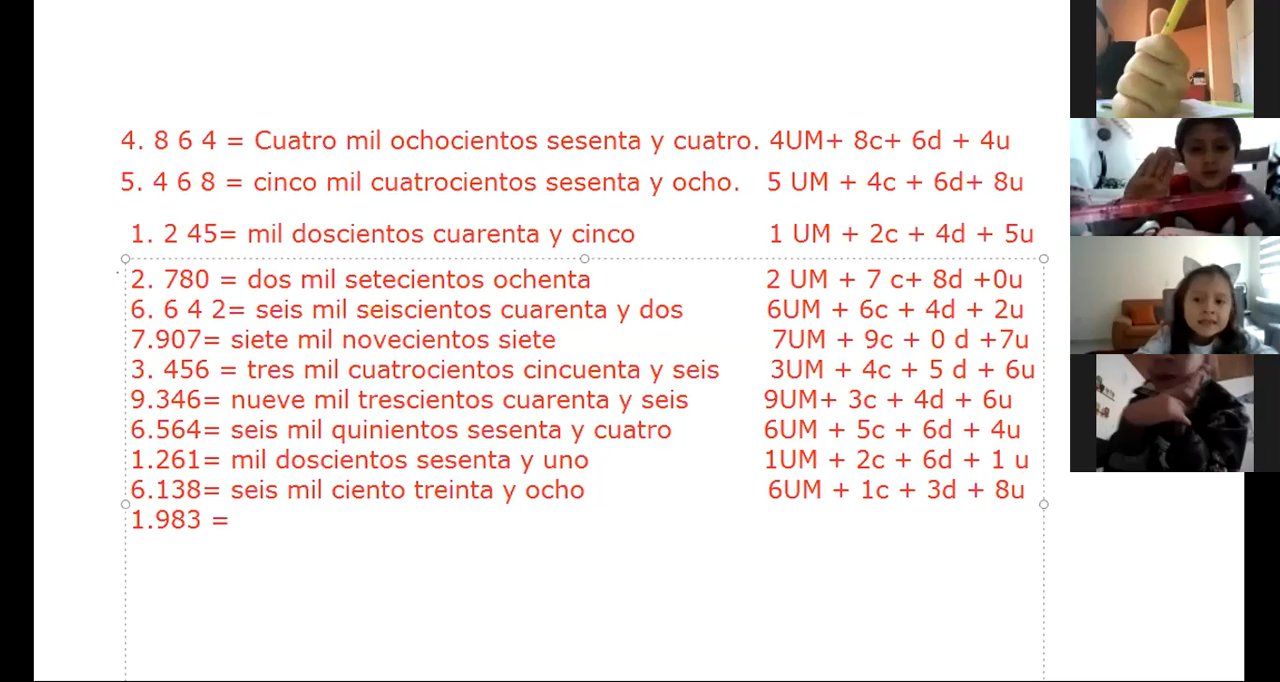 4. 8 6 4 = Cuatro mil ochocientos sesenta y cuatro. 4UM+ 8c+ 6d + 4u
5. 4 6 8 = cinco mil cuatrocientos sesenta y ocho. 5 UM + 4c + 6d+ 8u
1. 2 45= mil doscientos cuarenta y cinco 1 UM + 2c + 4d + 5u
2. 780 = dos mil setecientos ochenta 2 UM + 7 c+ 8d +0u
6. 6 4 2= seis mil seiscientos cuarenta y dos 6UM + 6c + 4d + 2u
7.907= siete mil novecientos siete 7UM + 9c + 0 d +7u
3. 456 = tres mil cuatrocientos cincuenta y seis 3UM + 4c + 5 d + 6u
9.346= nueve mil trescientos cuarenta y seis 9UM+ 3c + 4d + 6u
6.564= seis mil quinientos sesenta y cuatro 6UM + 5c + 6d + 4u
1.261= mil doscientos sesenta y uno 1UM + 2c + 6d + 1 u
6.138= seis mil ciento treinta y ocho 6UM + 1c + 3d + 8u
1.983 =